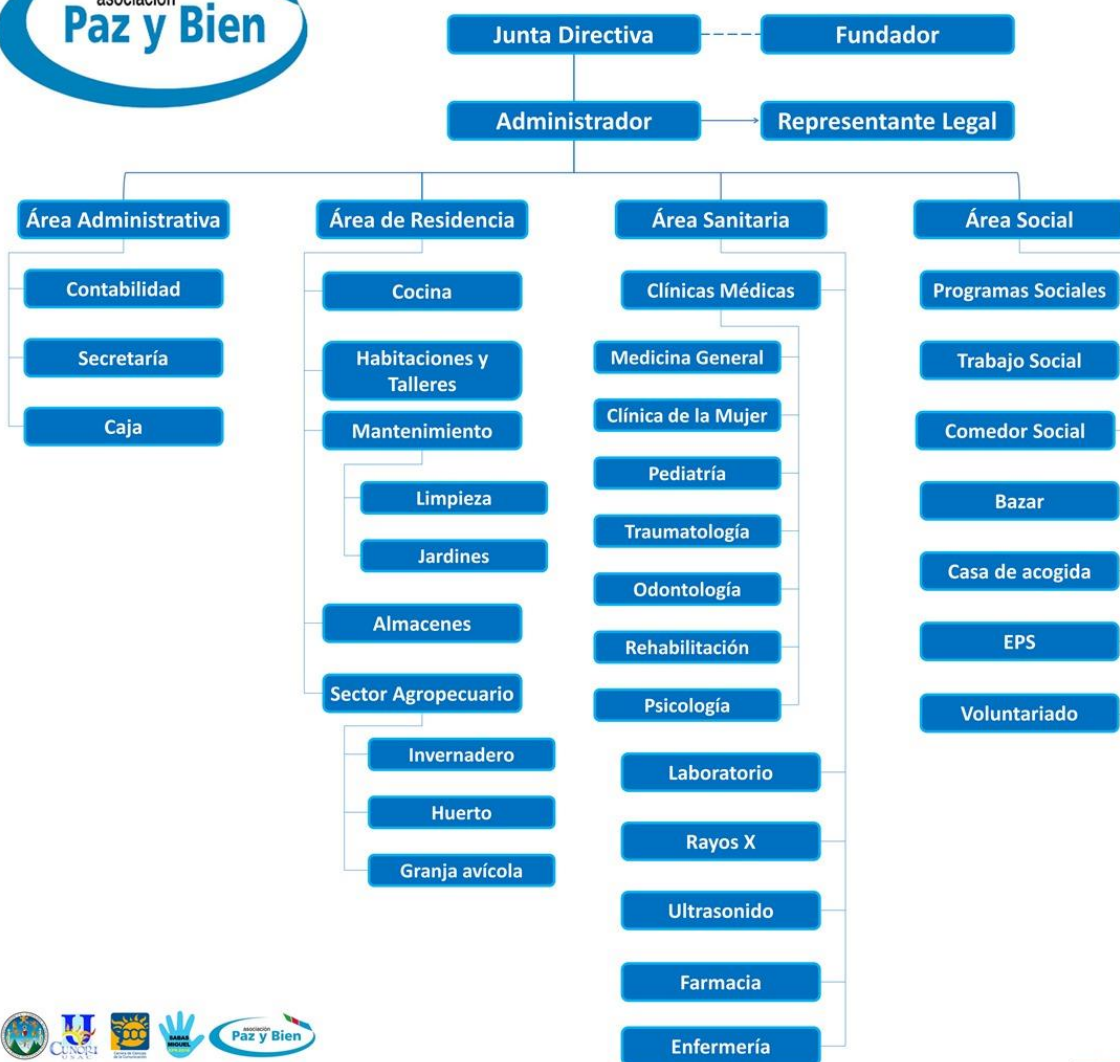 asociación
Paz y Bien
Junta Directiva
Fundador
Administrador
Representante Legal
Área Administrativa
Contabilidad
Secretaría
Caja
Área de Residencia
Cocina
Habitaciones y
Talleres
Mantenimiento
Limpieza
Jardines
Almacenes
Sector Agropecuario
Invernadero
Huerto
Granja avícola
Área Sanitaria
Clínicas Médicas
Medicina General
Clínica de la Mujer
Pediatría
Traumatología
Odontología
Rehabilitación
Psicología
Laboratorio
Rayos X
Ultrasonido
Farmacia
Enfermería
Área Social
Programas Sociales
Trabajo Social
Comedor Social
Bazar
Casa de acogida
EPS
Voluntariado
CUNORI
asociación
Paz y Bien